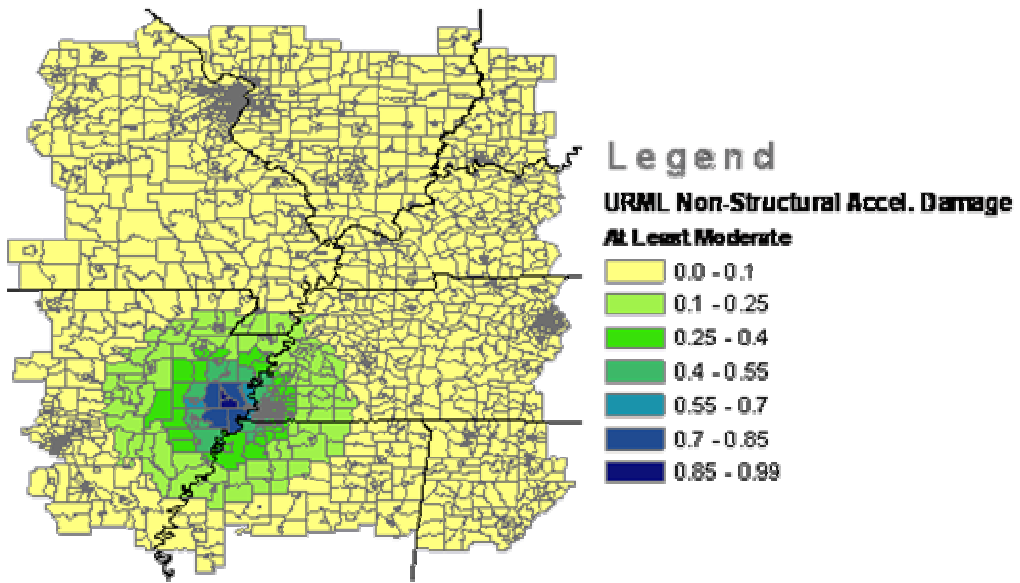 Legend
URML Non-Structural Accel. Damage
At Least Moderate
0.0 - 0.1
0.1 - 0.25
0.25 - 0.4
0.4 - 0.55
0.55 - 0.7
0.7 - 0.85
0.85 - 0.99